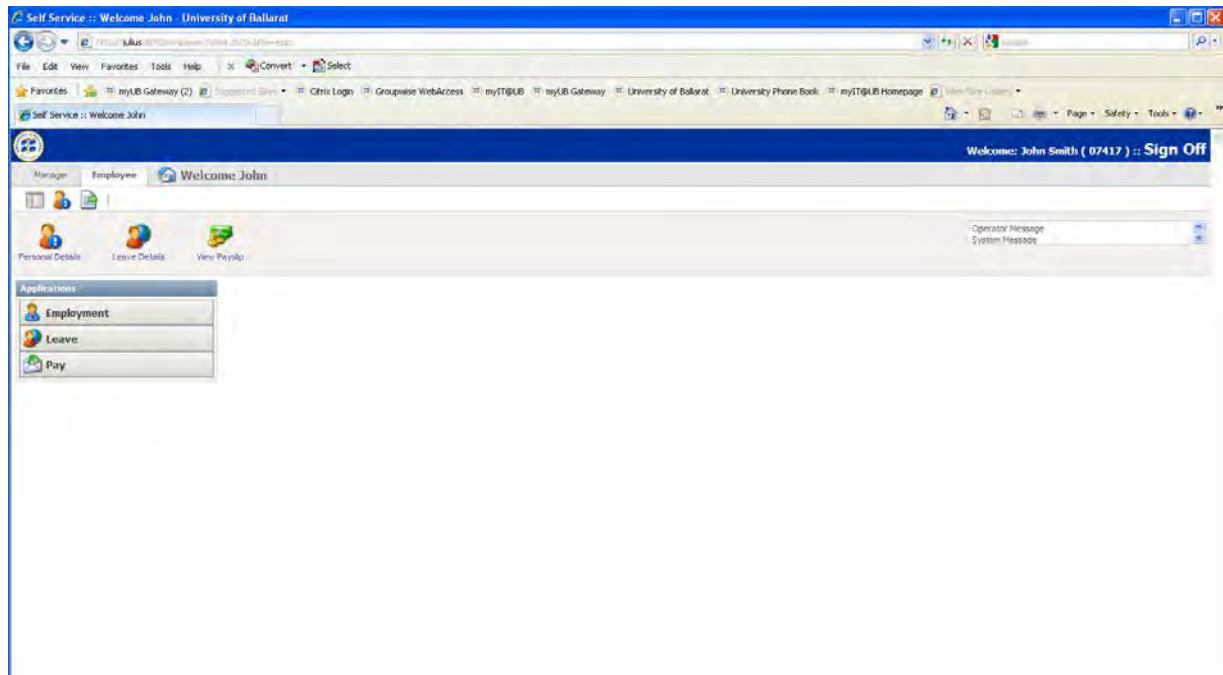 Self Service :: Welcome John - University of Ballarat
File Edit View Favorites Tools Help x Convert Select
Favorites myUB Gateway (2) Citrix Login Groupwise WebAccess myIT@UB myUB Gateway University of Ballarat University Phone Book myIT@UB Homepage
Self Service :: Welcome John Page Safety Tools
Welcome: John Smith ( 07417 ) :: Sign Off
Manager Employee Welcome John
Operator Message
System Message
Personal Details Leave Details View Payslip
Applications
Employment
Leave
Pay